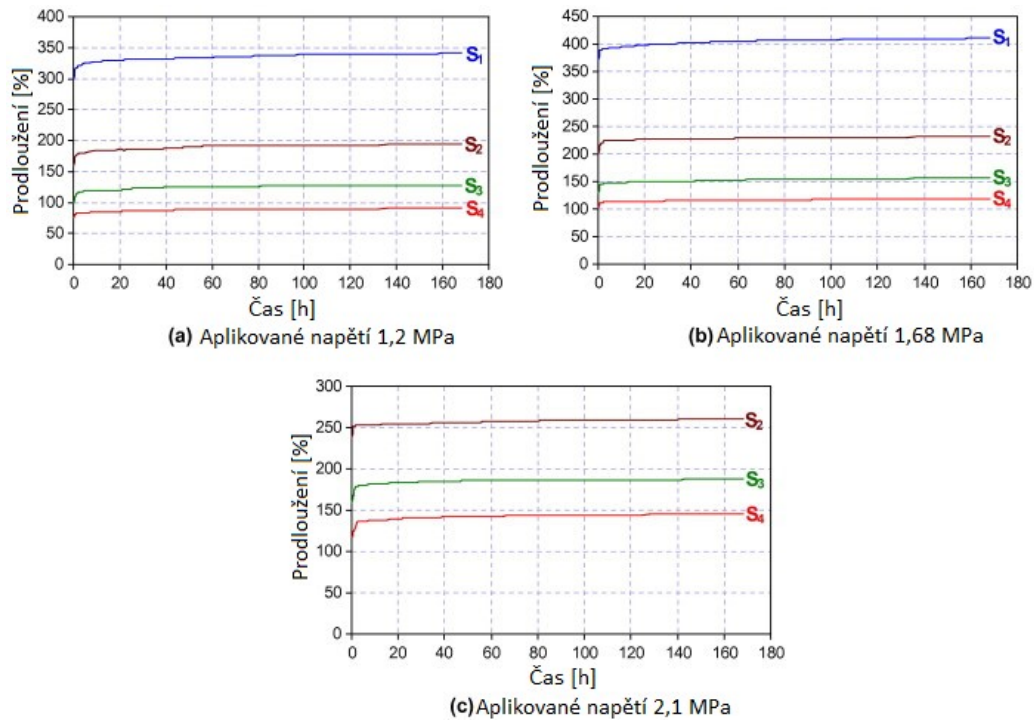 400
350
300
250
200
150
100
50
0
Prodloužení [%]
S1
S2
S3
S4
0 20 40 60 80 100 120 140 160 180
Čas [h]
(a) Aplikované napětí 1,2 MPa
450
400
350
300
250
200
150
100
50
0
Prodloužení [%]
S1
S2
S3
S4
0 20 40 60 80 100 120 140 160 180
Čas [h]
(b) Aplikované napětí 1,68 MPa
300
250
200
150
100
50
0
Prodloužení [%]
S2
S3
S4
0 20 40 60 80 100 120 140 160 180
Čas [h]
(c) Aplikované napětí 2,1 MPa